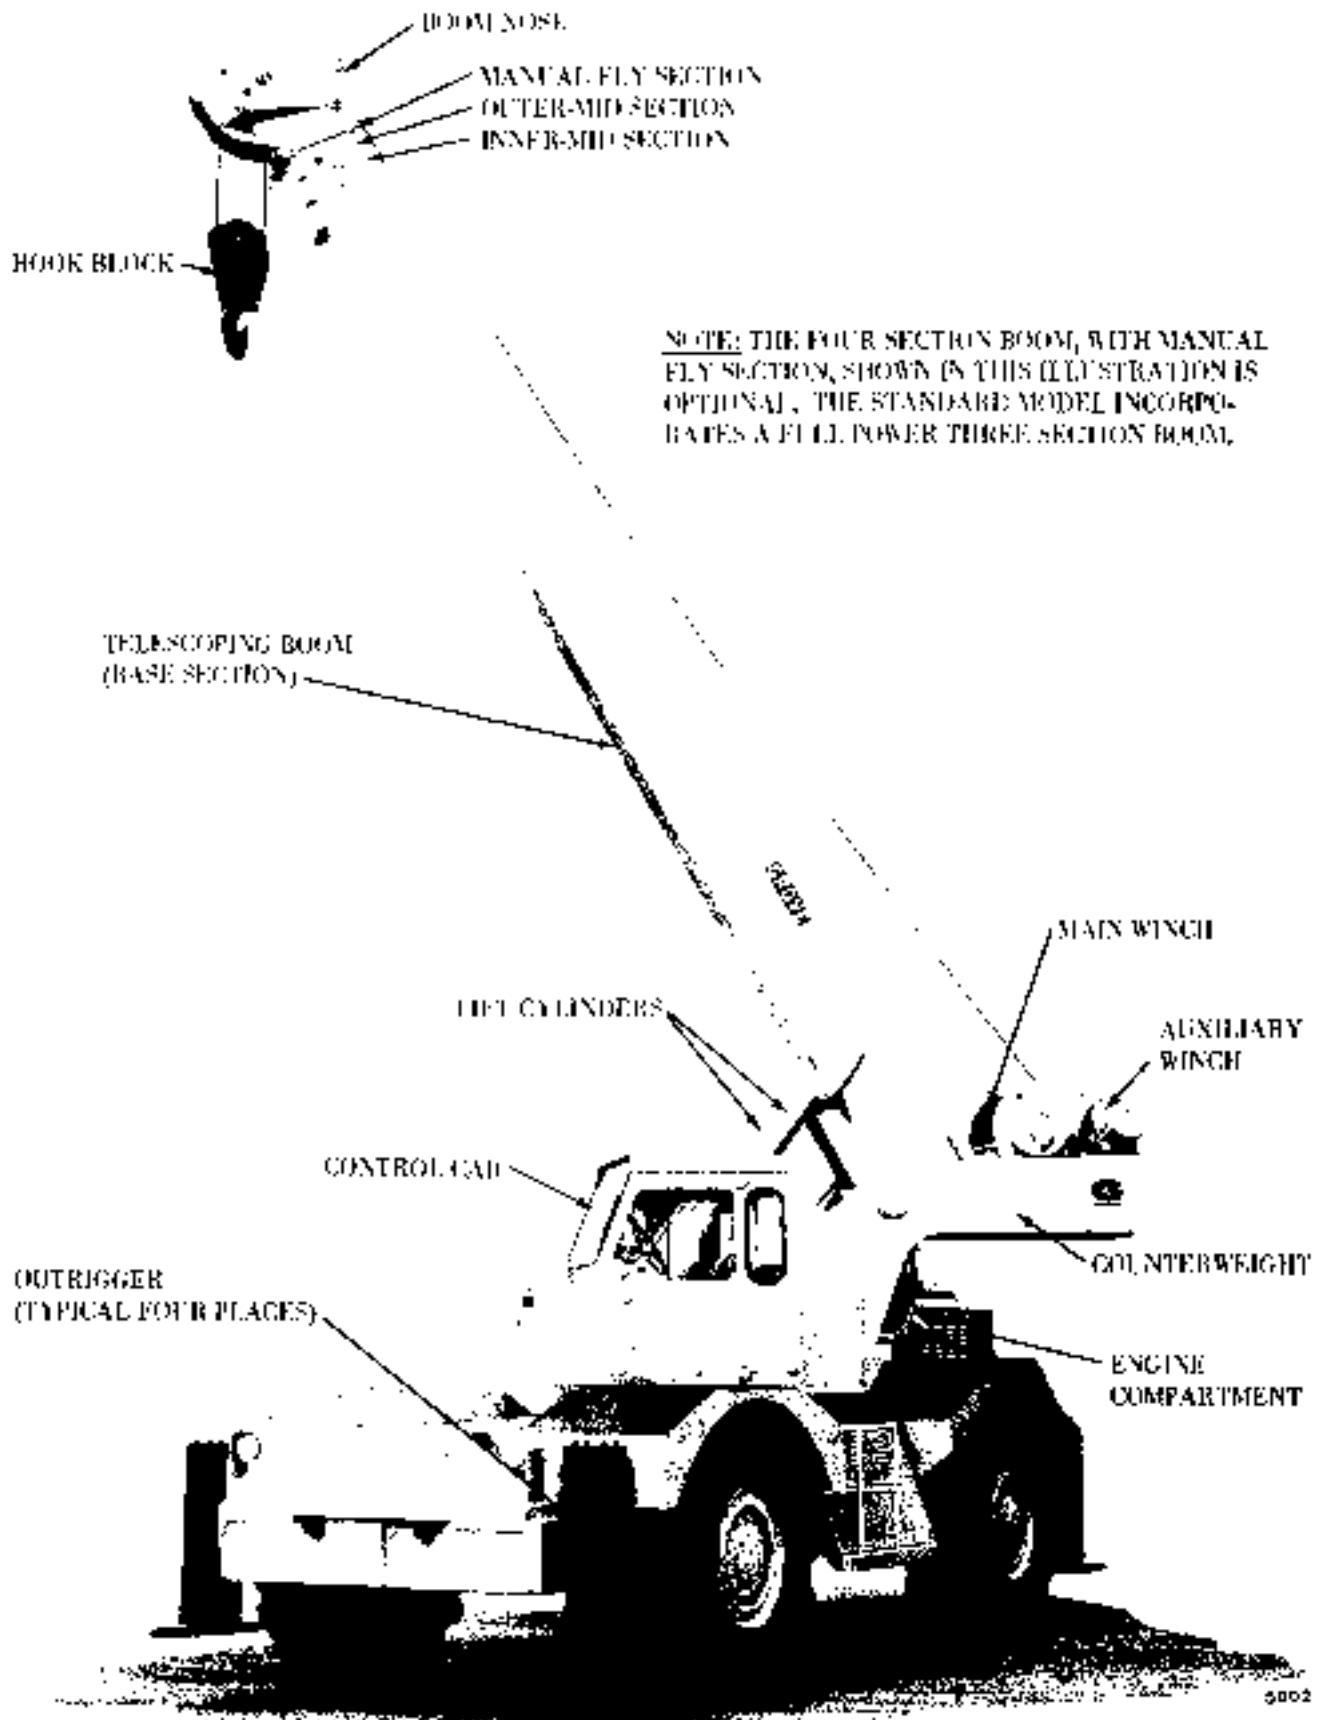 BOOM NOSE
MANUAL FLY SECTION
OUTER-MID SECTION
INNER-MID SECTION
HOOK BLOCK
NOTE: THE FOUR SECTION BOOM, WITH MANUAL
FLY SECTION, SHOWN IN THIS ILLUSTRATION IS
OPTIONAL. THE STANDARD MODEL INCORPO-
RATES A FULL POWER THREE SECTION BOOM.
TELESCOPING BOOM
(BASE SECTION)
MAIN WINCH
LIFT CYLINDERS
AUXILIARY
WINCH
CONTROL CAB
COUNTERWEIGHT
OUTRIGGER
(TYPICAL FOUR PLACES)
ENGINE
COMPARTMENT
5002